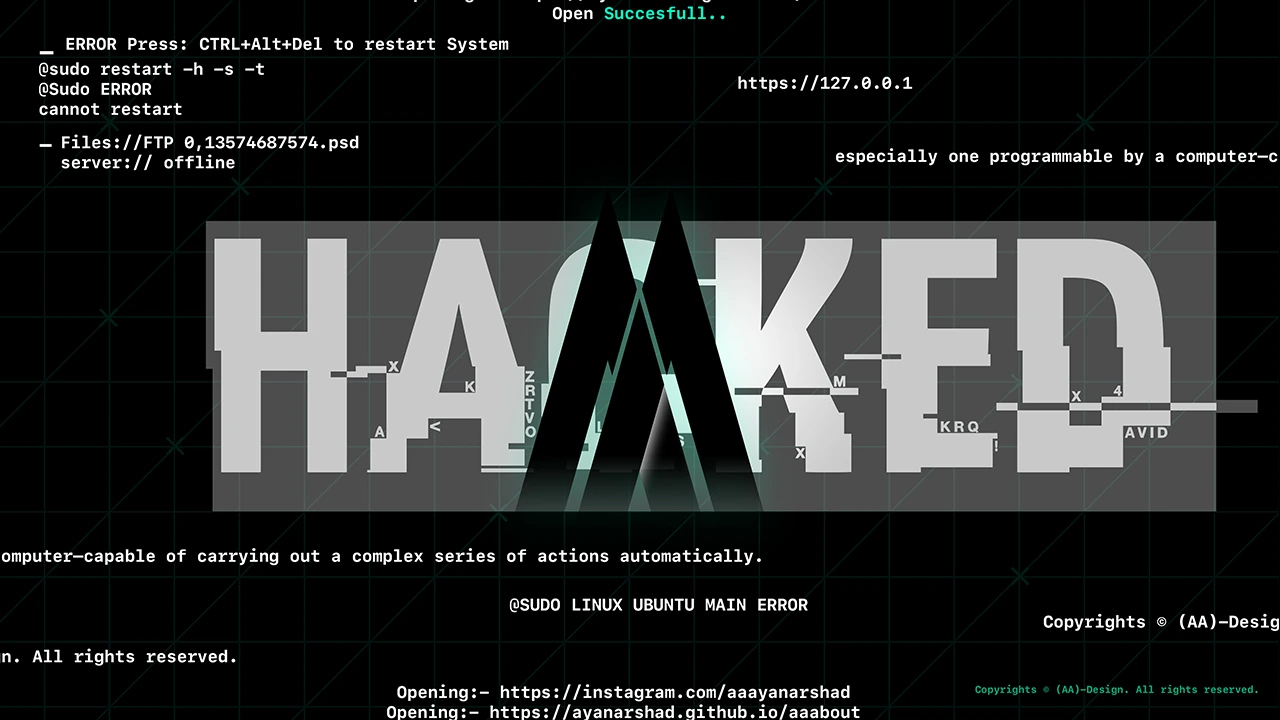 Open Succesfull..
_ ERROR Press: CTRL+Alt+Del to restart System
@sudo restart -h -s -t
@Sudo ERROR
cannot restart
https://127.0.0.1
_ Files://FTP 0,13574687574.psd
server:// offline
especially one programmable by a computer-c
HACKED
X
K
Z
R
T
V
O
A
<
M
X
X
4
KRQ
!
AVID
omputer-capable of carrying out a complex series of actions automatically.
@SUDO LINUX UBUNTU MAIN ERROR
Copyrights © (AA)-Desig
n. All rights reserved.
Opening:- https://instagram.com/aaayanarshad
Copyrights © (AA)-Design. All rights reserved.
Opening:- https://ayanarshad.github.io/aaabout